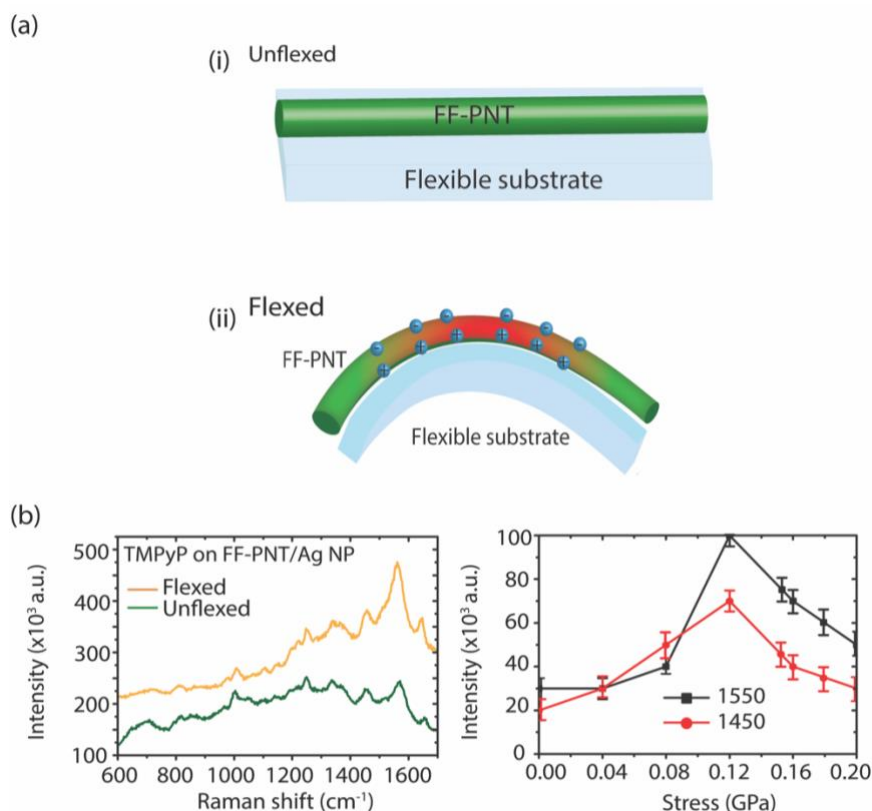 (a)
(i) Unflexed
FF-PNT
Flexible substrate
(ii) Flexed
FF-PNT
Flexible substrate
(b)
TMPyP on FF-PNT/Ag NP
Flexed
Unflexed
Intensity (x10³ a.u.)
500
400
300
200
100
600 800 1000 1200 1400 1600
Raman shift (cm⁻¹)
Intensity (x10³ a.u.)
100
80
60
40
20
0
1550
1450
0.00 0.04 0.08 0.12 0.16 0.20
Stress (GPa)